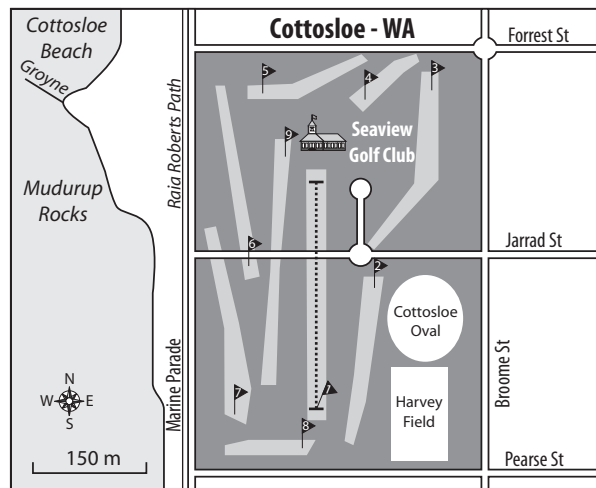 Cottosloe - WA
Forrest St
Cottosloe
Beach
Groyne
Raia Roberts Path
Mudurup
Rocks
5
4
3
9
Seaview
Golf Club
6
Jarrad St
2
Cottosloe
Oval
Marine Parade
Broome St
N
W E
S
7
1
Harvey
Field
8
150 m
Pearse St